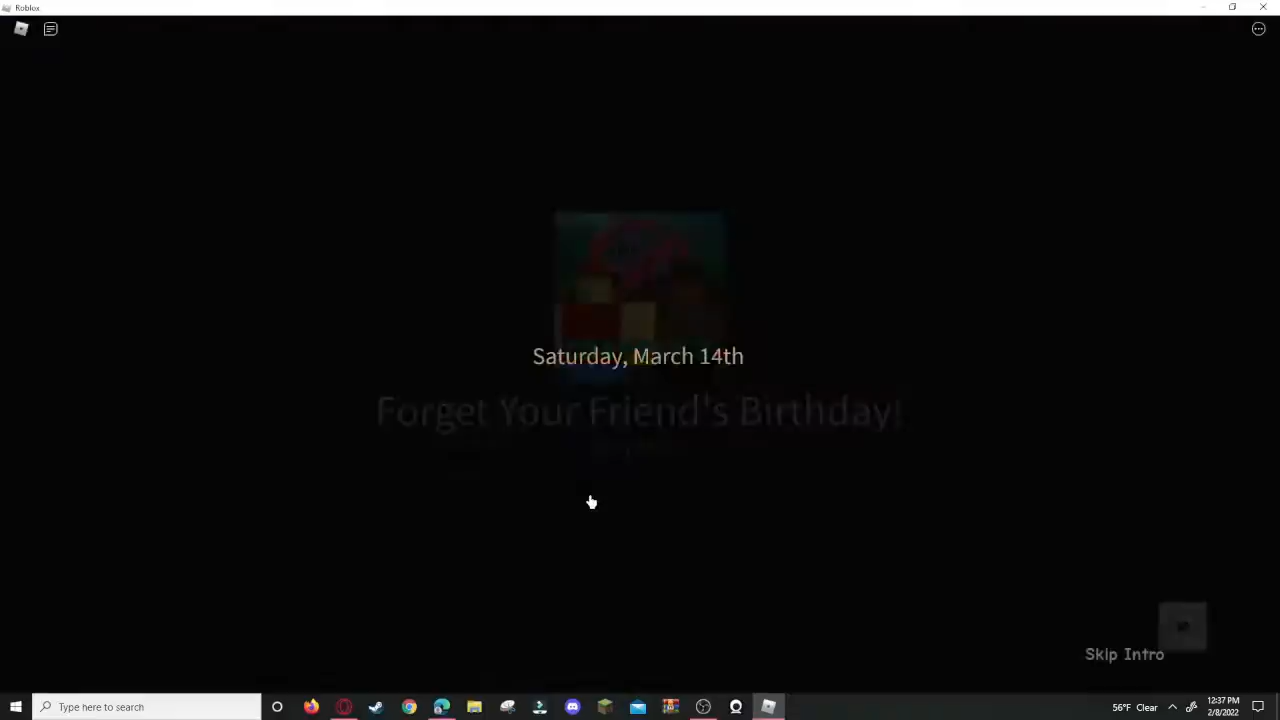 Roblox
Saturday, March 14th
Forget Your Friend's Birthday!
Skip Intro
Type here to search
56°F Clear
12:37 PM
2/8/2022